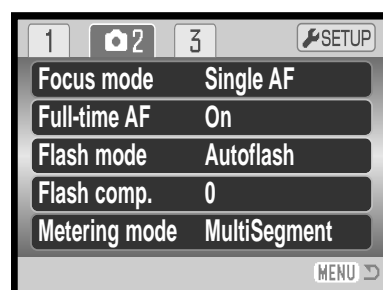 1 2 3 SETUP
Focus mode Single AF
Full-time AF On
Flash mode Autoflash
Flash comp. 0
Metering mode MultiSegment
MENU